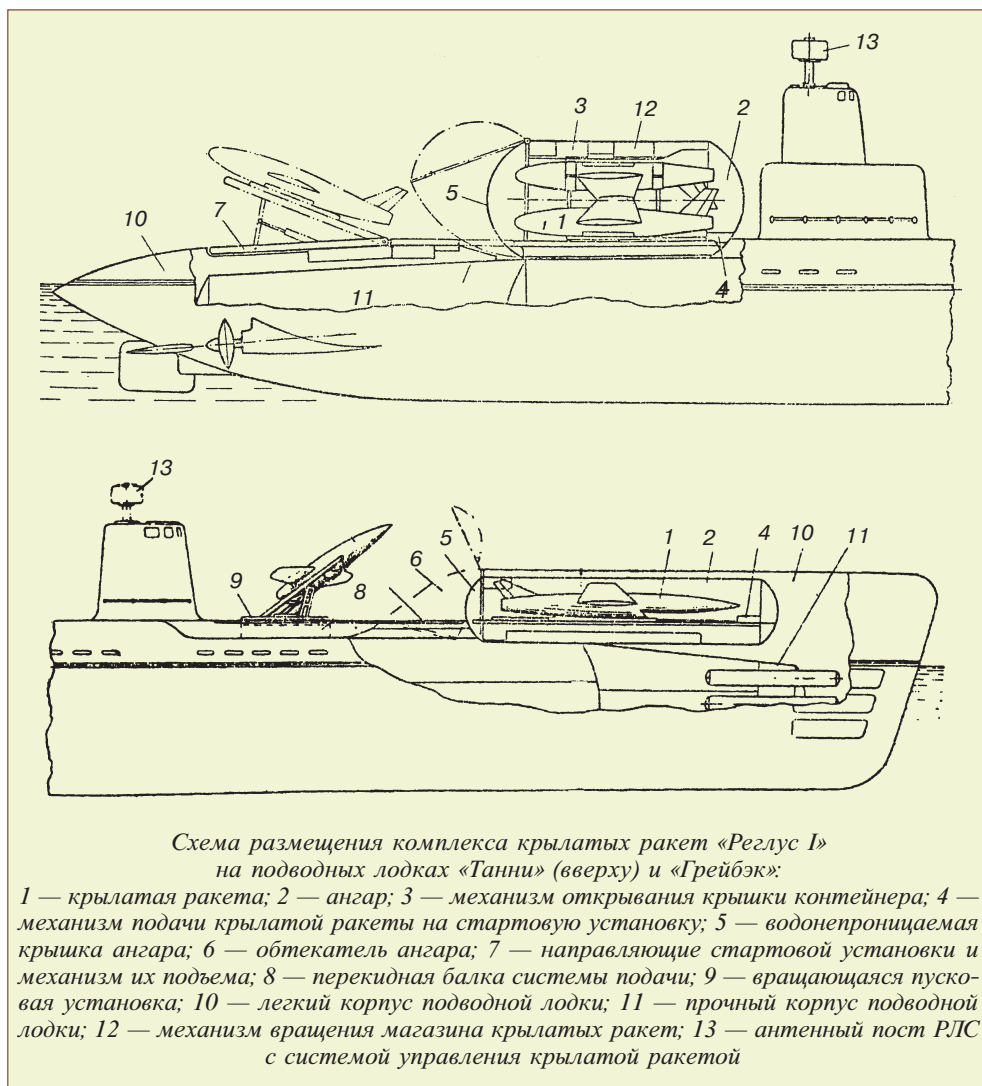 13
3
12
2
5
1
10
7
11
4
13
5
6
1
2
4
10
11
9
8
Схема размещения комплекса крылатых ракет «Реглус I»
на подводных лодках «Танни» (вверху) и «Грейбэк»:
1 — крылатая ракета; 2 — ангар; 3 — механизм открывания крышки контейнера; 4 —
механизм подачи крылатой ракеты на стартовую установку; 5 — водонепроницаемая
крышка ангара; 6 — обтекатель ангара; 7 — направляющие стартовой установки и
механизм их подъема; 8 — перекидная балка системы подачи; 9 — вращающаяся пуско-
вая установка; 10 — легкий корпус подводной лодки; 11 — прочный корпус подводной
лодки; 12 — механизм вращения магазина крылатых ракет; 13 — антенный пост РЛС
с системой управления крылатой ракетой